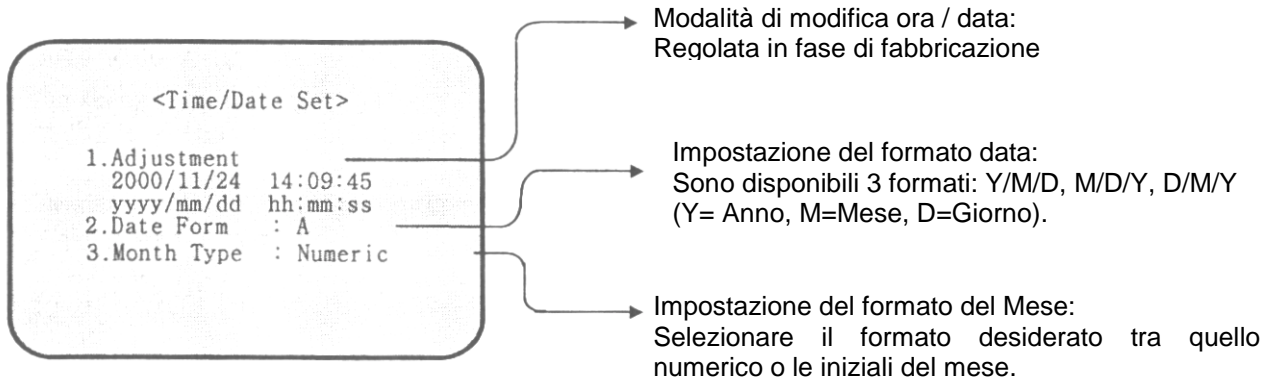 <Time/Date Set>
1.Adjustment
2000/11/24 14:09:45
yyyy/mm/dd hh:mm:ss
2.Date Form : A
3.Month Type : Numeric
Modalità di modifica ora / data:
Regolata in fase di fabbricazione
Impostazione del formato data:
Sono disponibili 3 formati: Y/M/D, M/D/Y, D/M/Y
(Y= Anno, M=Mese, D=Giorno).
Impostazione del formato del Mese:
Selezionare il formato desiderato tra quello
numerico o le iniziali del mese.